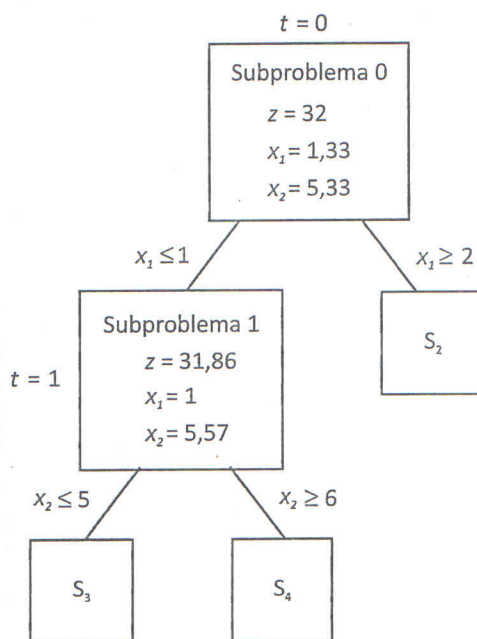 t = 0
Subproblema 0
z = 32
x₁ = 1,33
x₂ = 5,33
x₁ ≤ 1
x₁ ≥ 2
Subproblema 1
z = 31,86
x₁ = 1
x₂ = 5,57
S₂
t = 1
x₂ ≤ 5
x₂ ≥ 6
S₃
S₄